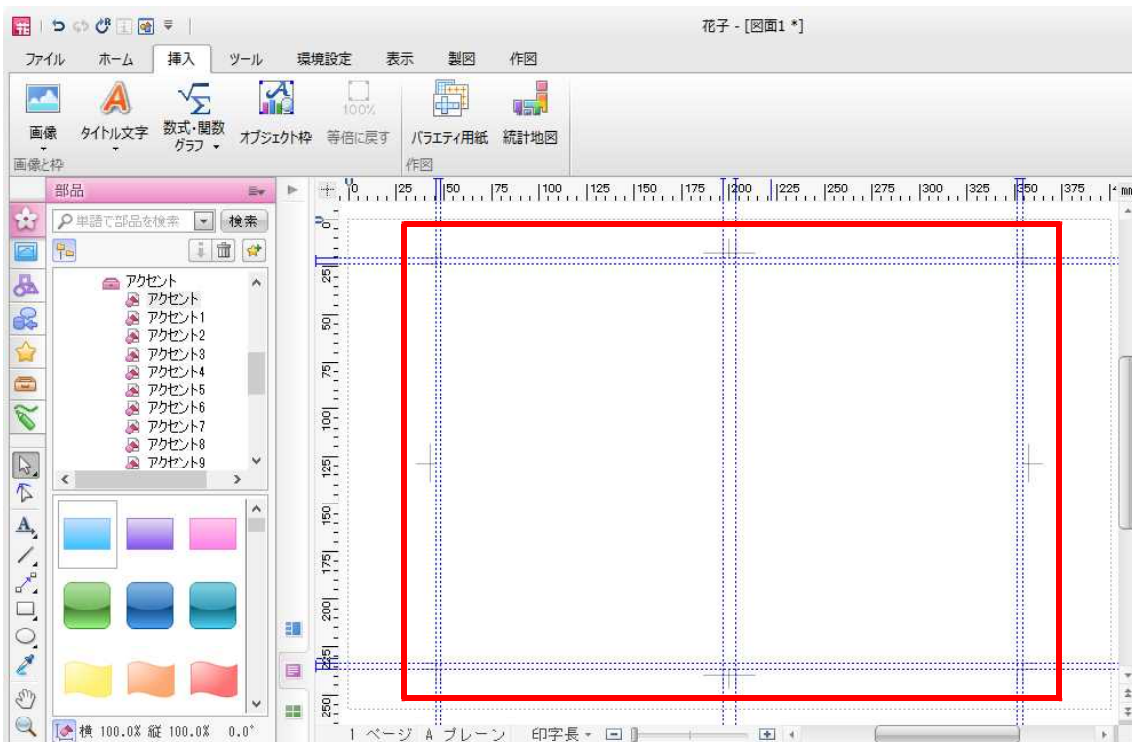 花子 - [図面1 *]
ファイル ホーム 挿入 ツール 環境設定 表示 製図 作図
画像 タイトル文字 数式・関数グラフ オブジェクト枠 100% 等倍に戻す バラエティ用紙 統計地図
画像と枠 作図
部品
単語で部品を検索 検索
アクセント
アクセント
アクセント1
アクセント2
アクセント3
アクセント4
アクセント5
アクセント6
アクセント7
アクセント8
アクセント9
0 25 50 75 100 125 150 175 200 225 250 275 300 325 350 375 mm
0
25
50
75
100
125
150
175
200
225
250
横 100.0% 縦 100.0% 0.0°
1 ページ A プレーン 印字長